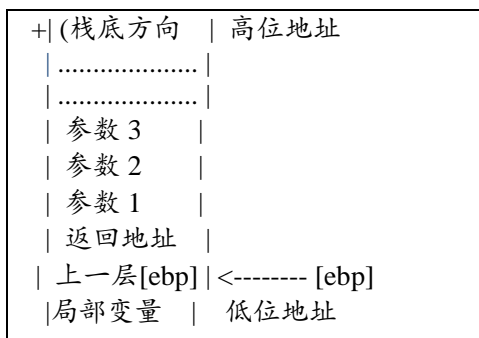 +| (栈底方向 | 高位地址
| .................... |
| .................... |
| 参数 3 |
| 参数 2 |
| 参数 1 |
| 返回地址 |
| 上一层[ebp] | <-------- [ebp]
|局部变量 | 低位地址